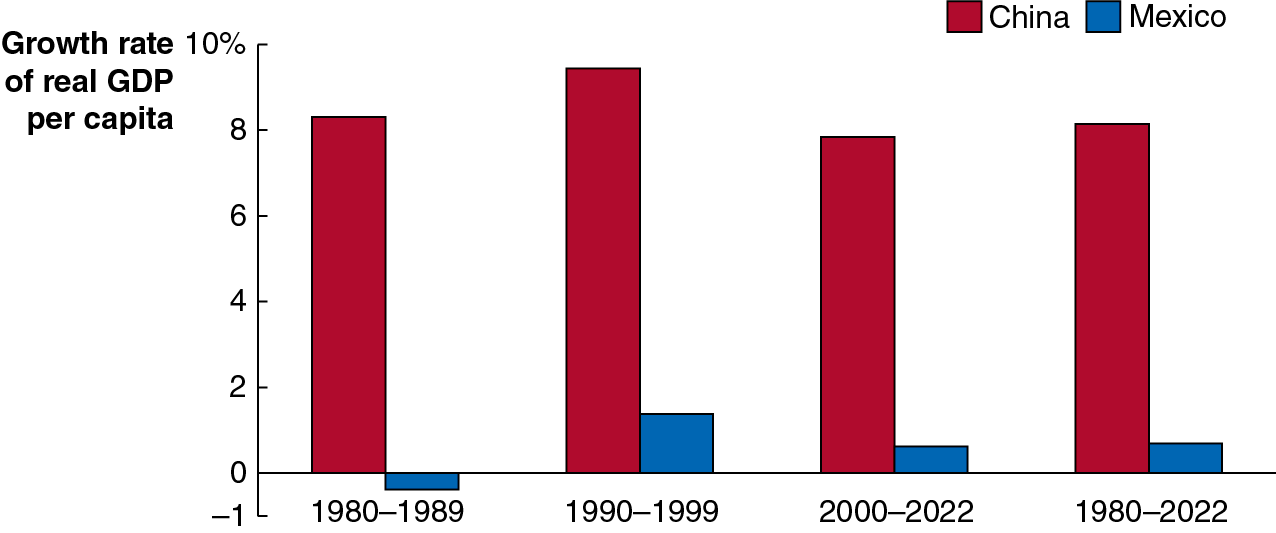 China Mexico
Growth rate
of real GDP
per capita
10%
8
6
4
2
0
–1
1980–1989 1990–1999 2000–2022 1980–2022